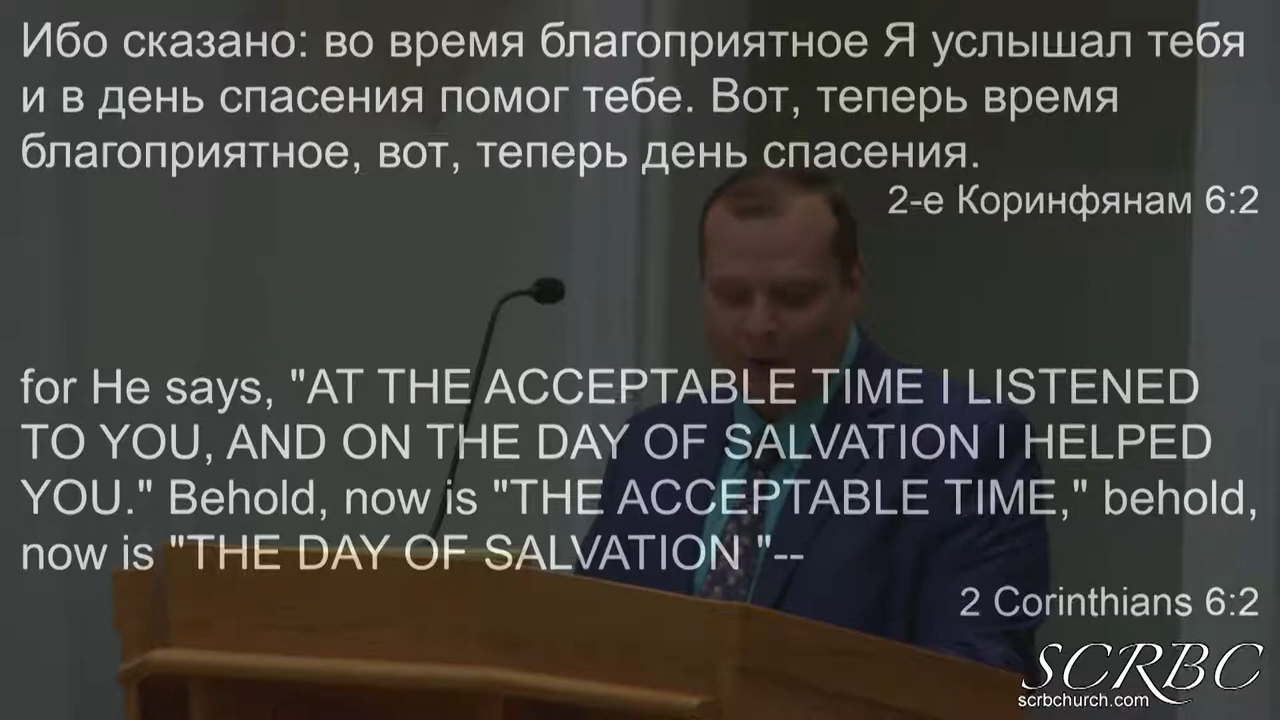 Ибо сказано: во время благоприятное Я услышал тебя
и в день спасения помог тебе. Вот, теперь время
благоприятное, вот, теперь день спасения.
2-е Коринфянам 6:2
for He says, "AT THE ACCEPTABLE TIME I LISTENED
TO YOU, AND ON THE DAY OF SALVATION I HELPED
YOU." Behold, now is "THE ACCEPTABLE TIME," behold,
now is "THE DAY OF SALVATION "--
2 Corinthians 6:2
SCRBC
scrbchurch.com